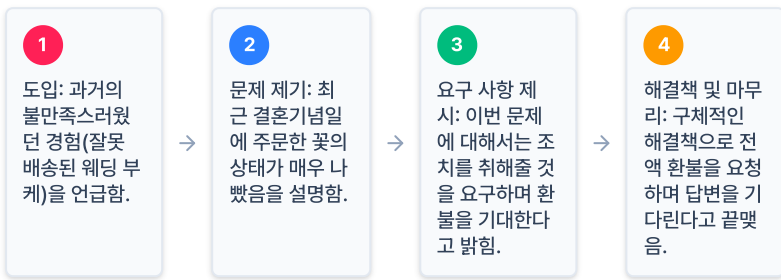 1
도입: 과거의
불만족스러웠
던 경험(잘못
배송된 웨딩 부
케)을 언급함.
→
2
문제 제기: 최
근 결혼기념일
에 주문한 꽃의
상태가 매우 나
빴음을 설명함.
→
3
요구 사항 제
시: 이번 문제
에 대해서는 조
치를 취해줄 것
을 요구하며 환
불을 기대한다
고 밝힘.
→
4
해결책 및 마무
리: 구체적인
해결책으로 전
액 환불을 요청
하며 답변을 기
다린다고 끝맺
음.